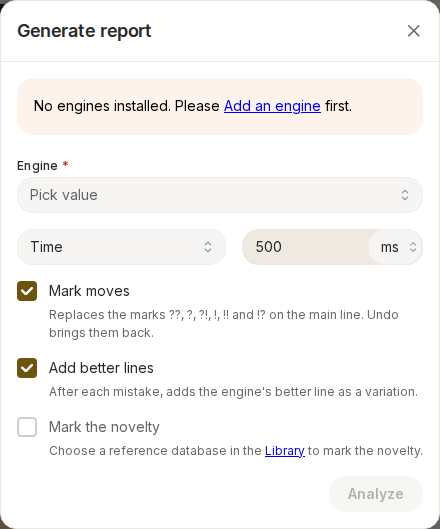 Generate report
No engines installed. Please Add an engine first.
Engine *
Pick value
Time
500
ms
Mark moves
Replaces the marks ??, ?, ?!, !, !! and !? on the main line. Undo
brings them back.
Add better lines
After each mistake, adds the engine's better line as a variation.
Mark the novelty
Choose a reference database in the Library to mark the novelty.
Analyze